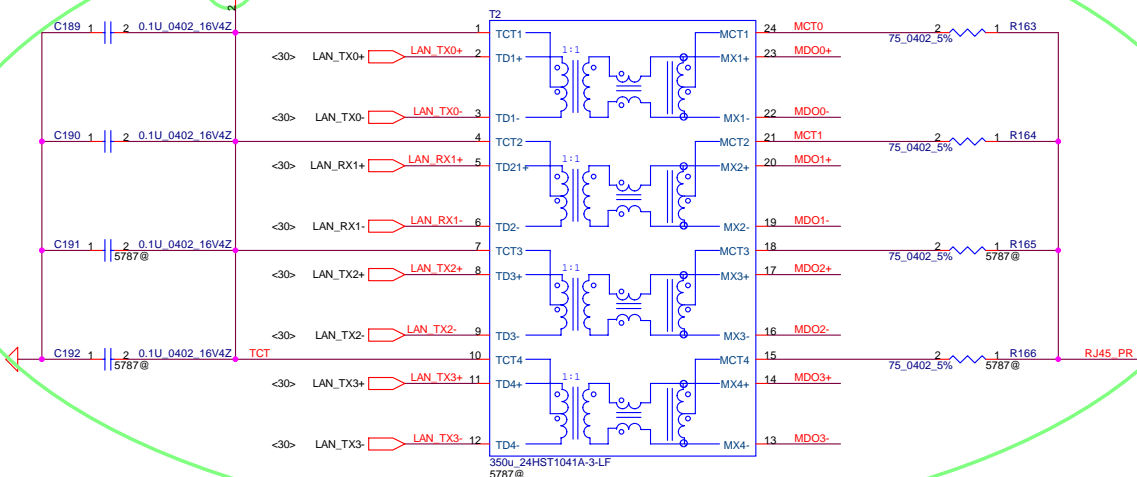 2
T2
C189 1 2 0.1U_0402_16V4Z 1 TCT1 MCT1 24 MCT0 2 1 R163
75_0402_5%
1:1
<30> LAN_TX0+ LAN_TX0+ 2 TD1+ MX1+ 23 MDO0+
<30> LAN_TX0- LAN_TX0- 3 TD1- MX1- 22 MDO0-
C190 1 2 0.1U_0402_16V4Z 4 TCT2 MCT2 21 MCT1 2 1 R164
75_0402_5%
1:1
<30> LAN_RX1+ LAN_RX1+ 5 TD21+ MX2+ 20 MDO1+
<30> LAN_RX1- LAN_RX1- 6 TD2- MX2- 19 MDO1-
C191 1 2 0.1U_0402_16V4Z 7 TCT3 MCT3 18 2 1 R165
5787@ 75_0402_5% 5787@
1:1
<30> LAN_TX2+ LAN_TX2+ 8 TD3+ MX3+ 17 MDO2+
<30> LAN_TX2- LAN_TX2- 9 TD3- MX3- 16 MDO2-
C192 1 2 0.1U_0402_16V4Z TCT 10 TCT4 MCT4 15 2 1 R166 RJ45_PR
5787@ 75_0402_5% 5787@
1:1
<30> LAN_TX3+ LAN_TX3+ 11 TD4+ MX4+ 14 MDO3+
<30> LAN_TX3- LAN_TX3- 12 TD4- MX4- 13 MDO3-
350u_24HST1041A-3-LF
5787@